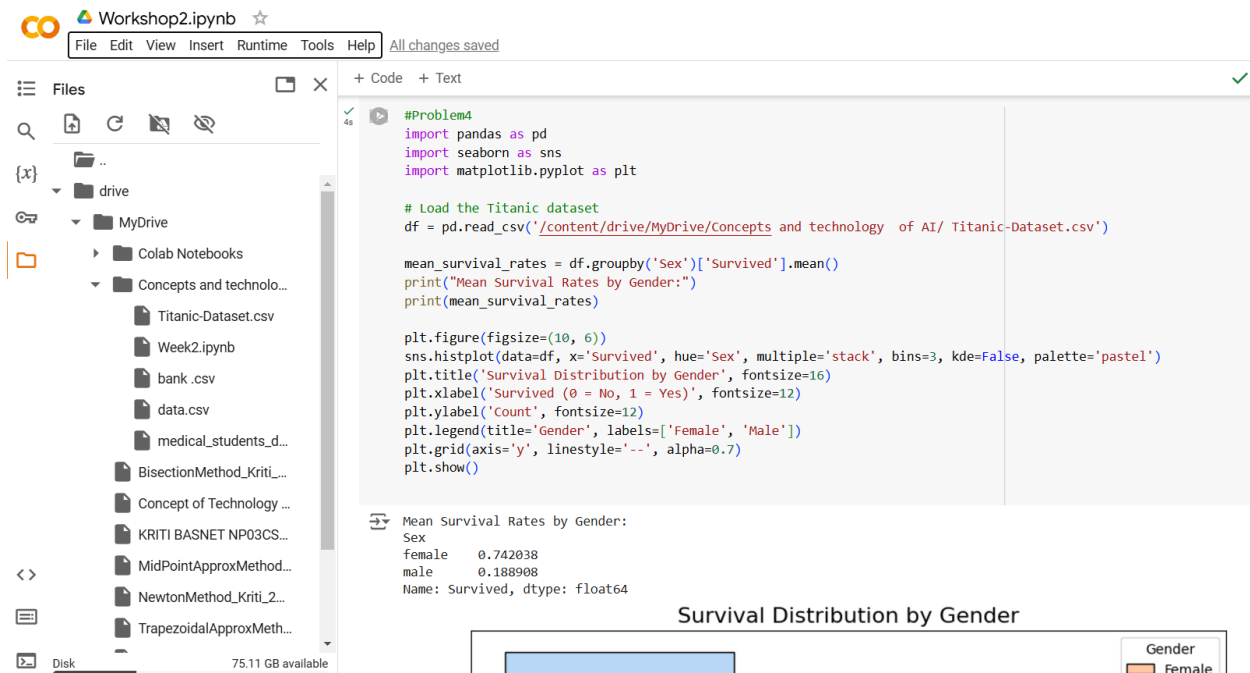 Workshop2.ipynb
File Edit View Insert Runtime Tools Help All changes saved
Files
+ Code + Text
..
drive
MyDrive
Colab Notebooks
Concepts and technolo...
Titanic-Dataset.csv
Week2.ipynb
bank .csv
data.csv
medical_students_d...
BisectionMethod_Kriti_...
Concept of Technology ...
KRITI BASNET NP03CS...
MidPointApproxMethod...
NewtonMethod_Kriti_2...
TrapezoidalApproxMeth...
Disk 75.11 GB available
{x}
4s
#Problem4
import pandas as pd
import seaborn as sns
import matplotlib.pyplot as plt
# Load the Titanic dataset
df = pd.read_csv('/content/drive/MyDrive/Concepts and technology  of AI/ Titanic-Dataset.csv')
mean_survival_rates = df.groupby('Sex')['Survived'].mean()
print("Mean Survival Rates by Gender:")
print(mean_survival_rates)
plt.figure(figsize=(10, 6))
sns.histplot(data=df, x='Survived', hue='Sex', multiple='stack', bins=3, kde=False, palette='pastel')
plt.title('Survival Distribution by Gender', fontsize=16)
plt.xlabel('Survived (0 = No, 1 = Yes)', fontsize=12)
plt.ylabel('Count', fontsize=12)
plt.legend(title='Gender', labels=['Female', 'Male'])
plt.grid(axis='y', linestyle='--', alpha=0.7)
plt.show()
Mean Survival Rates by Gender:
Sex
female    0.742038
male      0.188908
Name: Survived, dtype: float64
Survival Distribution by Gender
Gender
Female